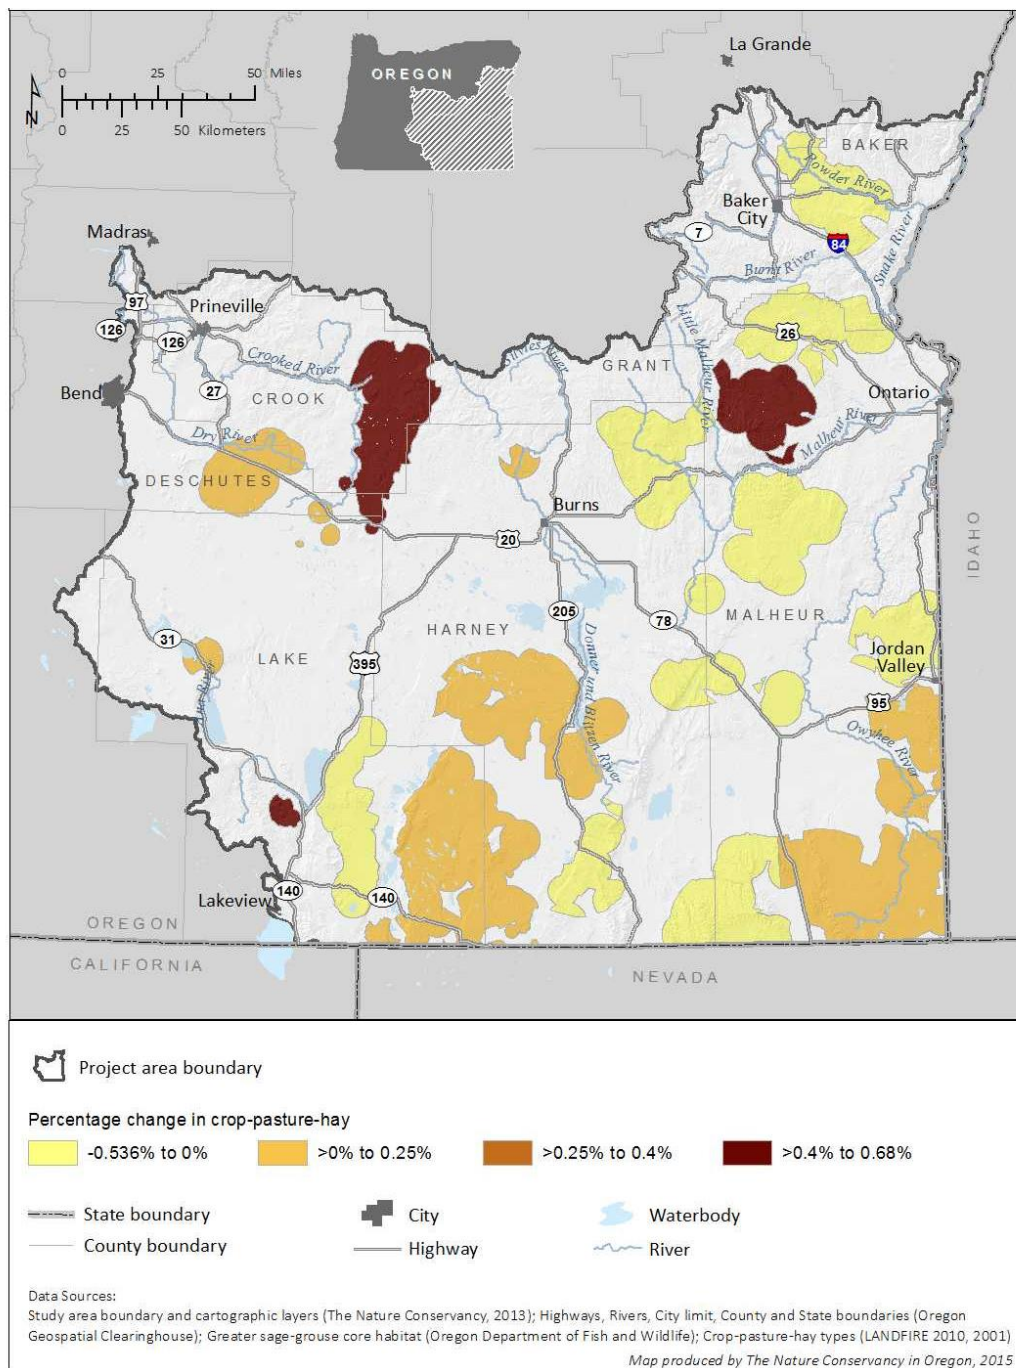 La Grande
0 25 50 Miles
0 25 50 Kilometers
N
OREGON
BAKER
Powder River
Baker
City
7
84
Snake River
Burnt River
Madras
97
Prineville
126
126
26
Little Malheur River
Silvies River
GRANT
Crooked River
Bend
27
CROOK
Ontario
Malheur River
Dry River
DESCHUTES
Burns
20
IDAHO
205
78
MALHEUR
HARNEY
31
LAKE
395
Donner und Blitzen River
Jordan
Valley
95
Owyhee River
River
Lakeview
140
140
OREGON
CALIFORNIA
NEVADA
Project area boundary
Percentage change in crop-pasture-hay
-0.536% to 0% >0% to 0.25% >0.25% to 0.4% >0.4% to 0.68%
State boundary City Waterbody
County boundary Highway River
Data Sources:
Study area boundary and cartographic layers (The Nature Conservancy, 2013); Highways, Rivers, City limit, County and State boundaries (Oregon
Geospatial Clearinghouse); Greater sage-grouse core habitat (Oregon Department of Fish and Wildlife); Crop-pasture-hay types (LANDFIRE 2010, 2001)
Map produced by The Nature Conservancy in Oregon, 2015